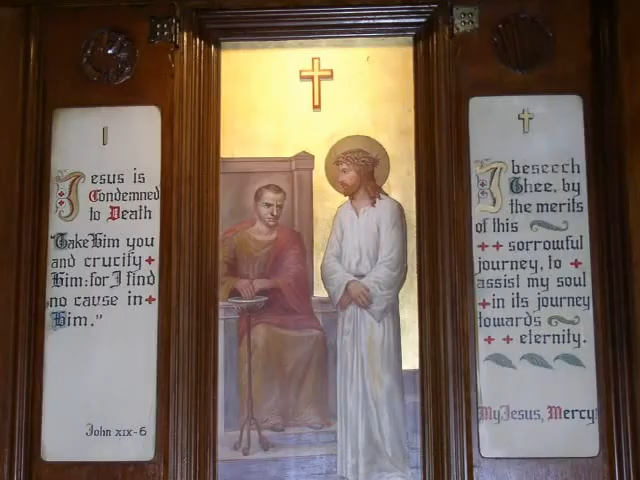 I
Jesus is
Condemned
to Death
"Take Him you
and crucify
Him: for I find
no cause in
Him."
John XIX-6
I beseech
Thee, by
the merits
of this
sorrowful
journey, to
assist my soul
in its journey
towards
eternity.
My Jesus, Mercy!